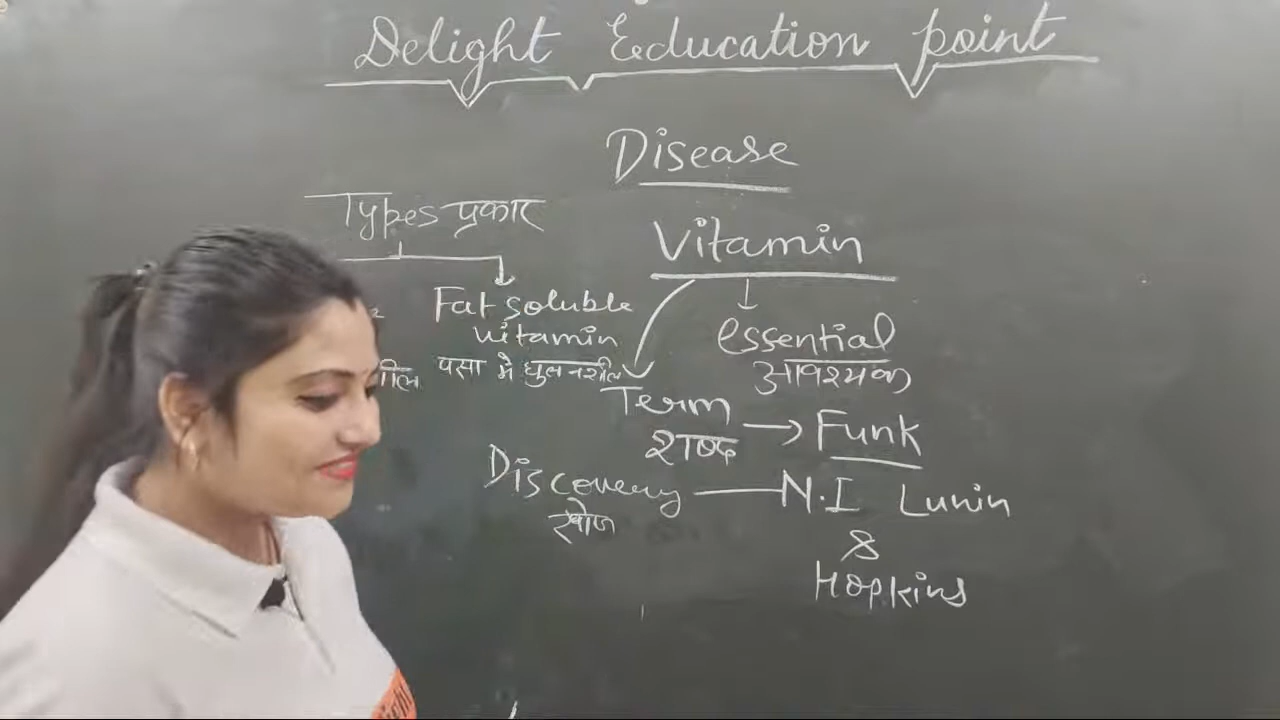 Delight Education point
Disease
Types प्रकार
Vitamin
Fat soluble
vitamin
पसा मे घुलनशील
essential
आवश्यक
Term
शब्द
Funk
Discovery
खोज
N.I Lunin
&
Hopkins